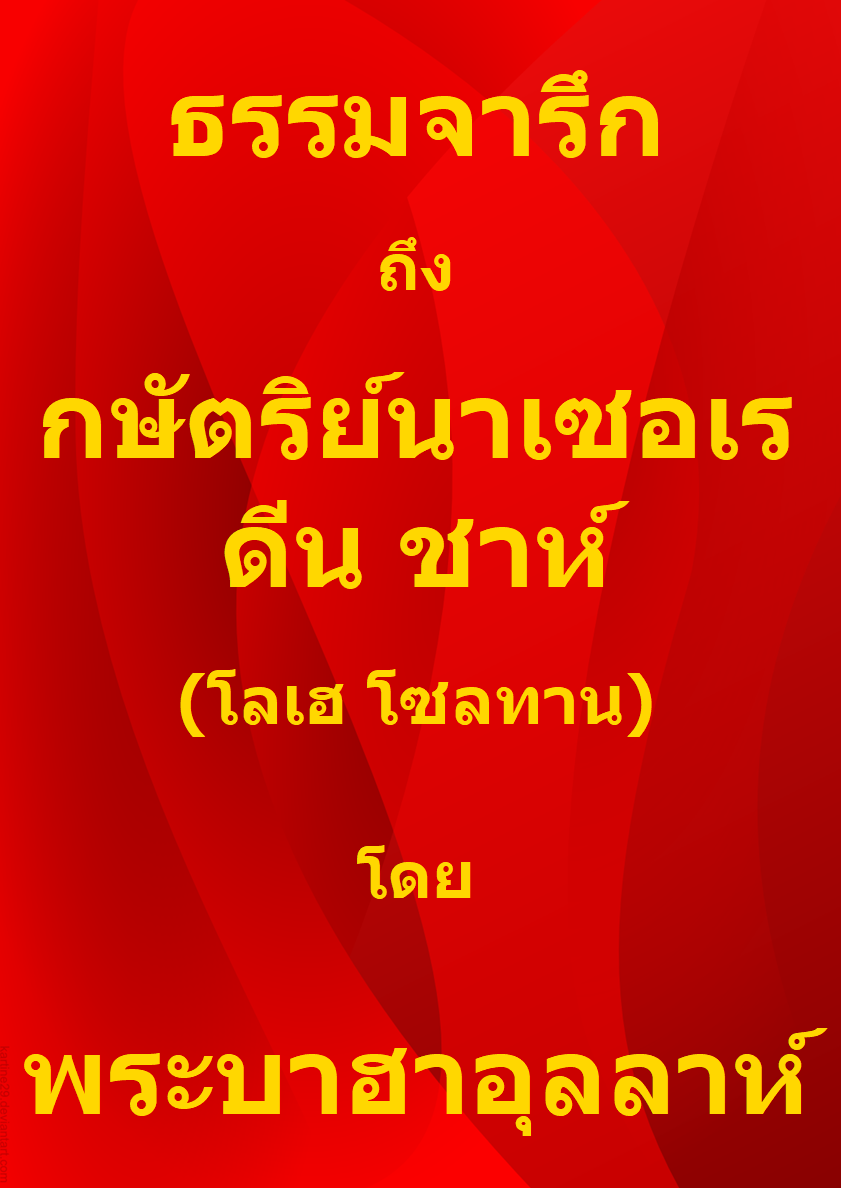 ธรรมจารึก
ถึง
กษัตริย์นาเซอเร
ดีน ชาห์
(โลเฮ โซลทาน)
โดย
พระบาฮาอุลลาห์